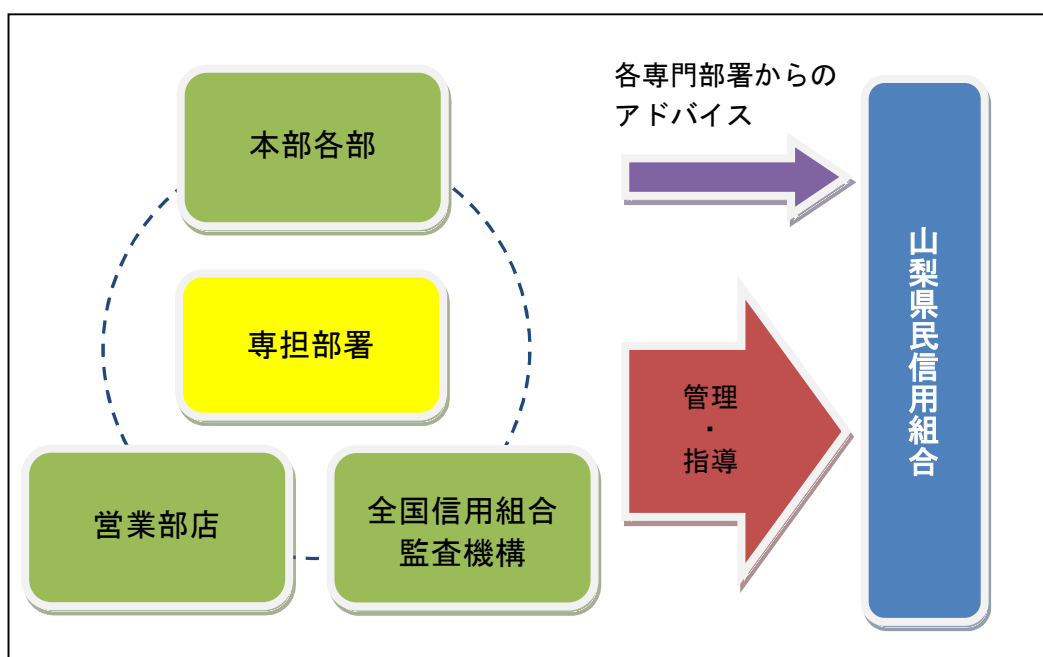 本部各部
専担部署
営業部店
全国信用組合
監査機構
各専門部署からの
アドバイス
管理
・
指導
山梨県民信用組合